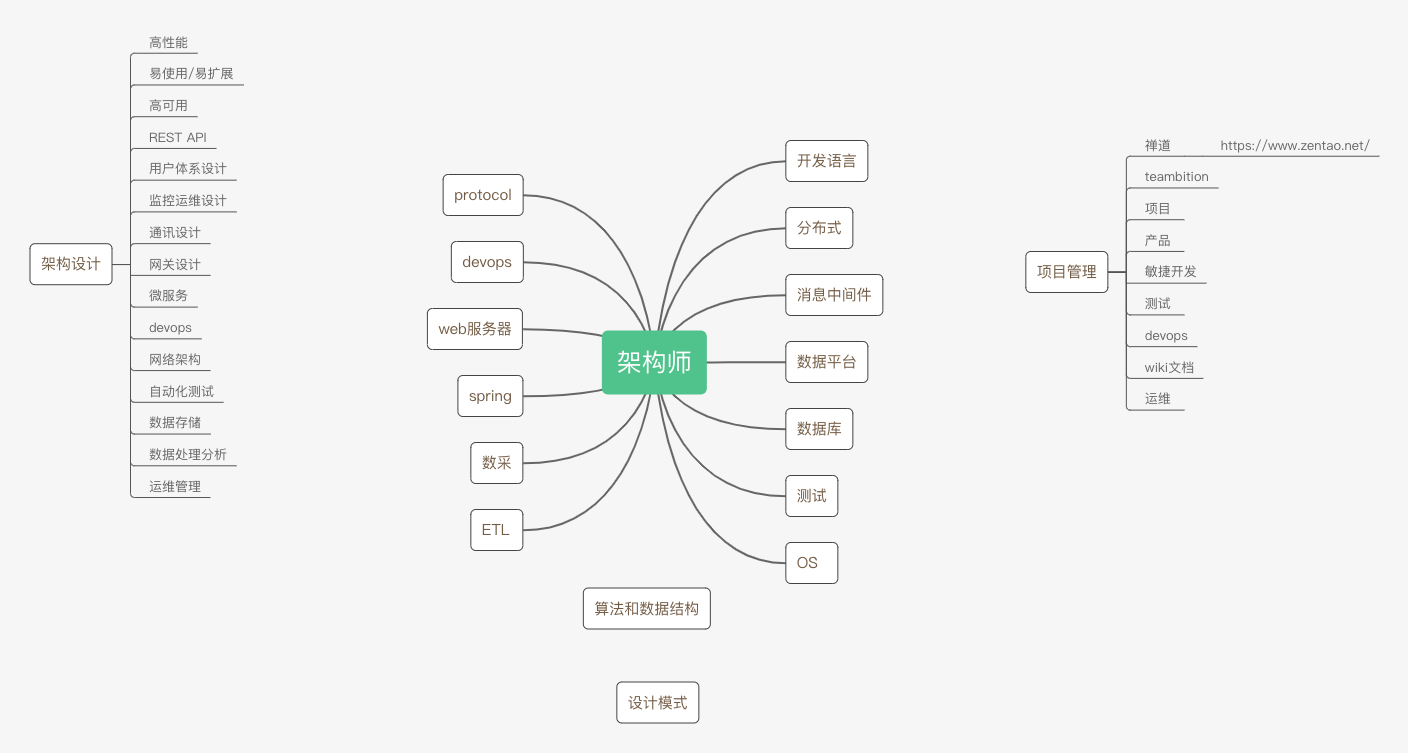 架构设计
高性能
易使用/易扩展
高可用
REST API
用户体系设计
监控运维设计
通讯设计
网关设计
微服务
devops
网络架构
自动化测试
数据存储
数据处理分析
运维管理
架构师
protocol
devops
web服务器
spring
数采
ETL
开发语言
分布式
消息中间件
数据平台
数据库
测试
OS
算法和数据结构
设计模式
项目管理
禅道 https://www.zentao.net/
teambition
项目
产品
敏捷开发
测试
devops
wiki文档
运维